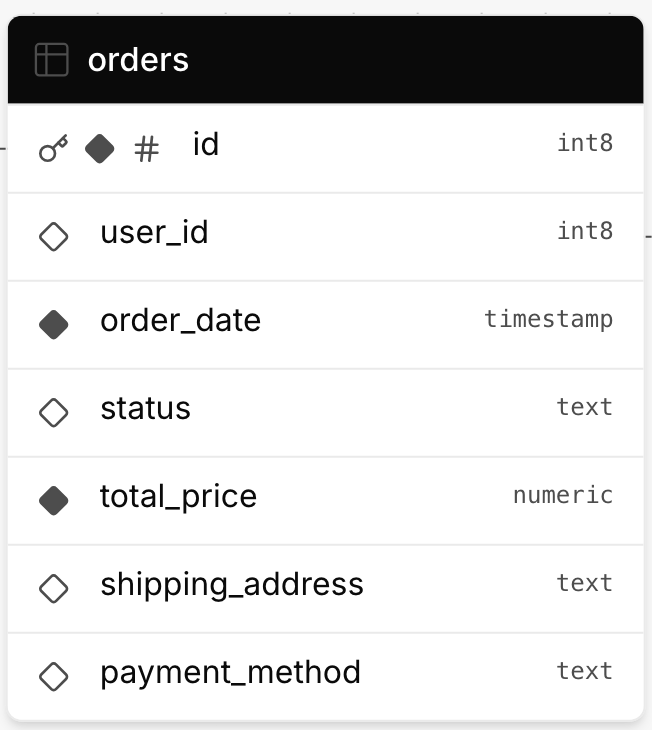 orders
# id int8
user_id int8
order_date timestamp
status text
total_price numeric
shipping_address text
payment_method text